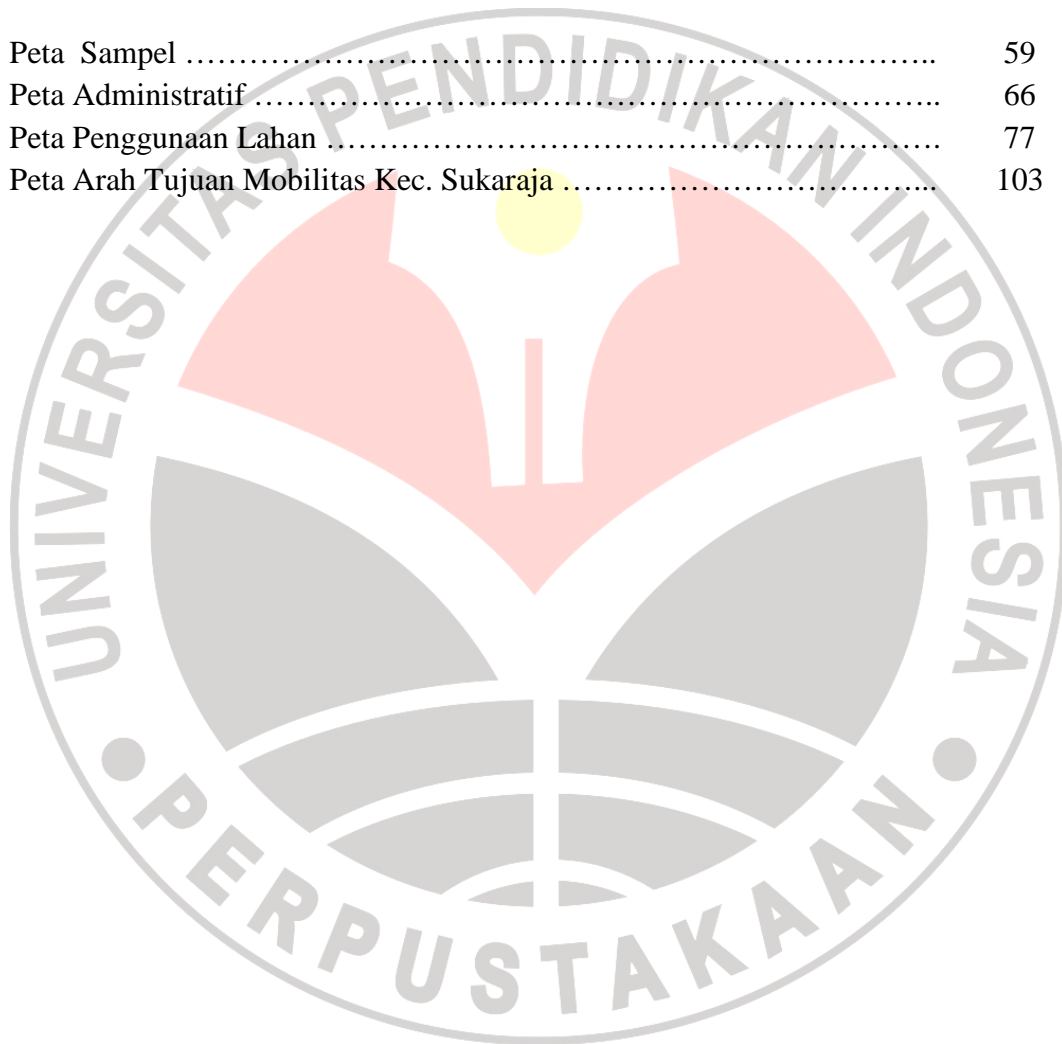 Peta  Sampel ……………………………………………………………….. 59
Peta Administratif ………………………………………………………….. 66
Peta Penggunaan Lahan …………………………………………………. 77
Peta Arah Tujuan Mobilitas Kec. Sukaraja ……………………………... 103
UNIVERSITAS PENDIDIKAN INDONESIA
PERPUSTAKAAN